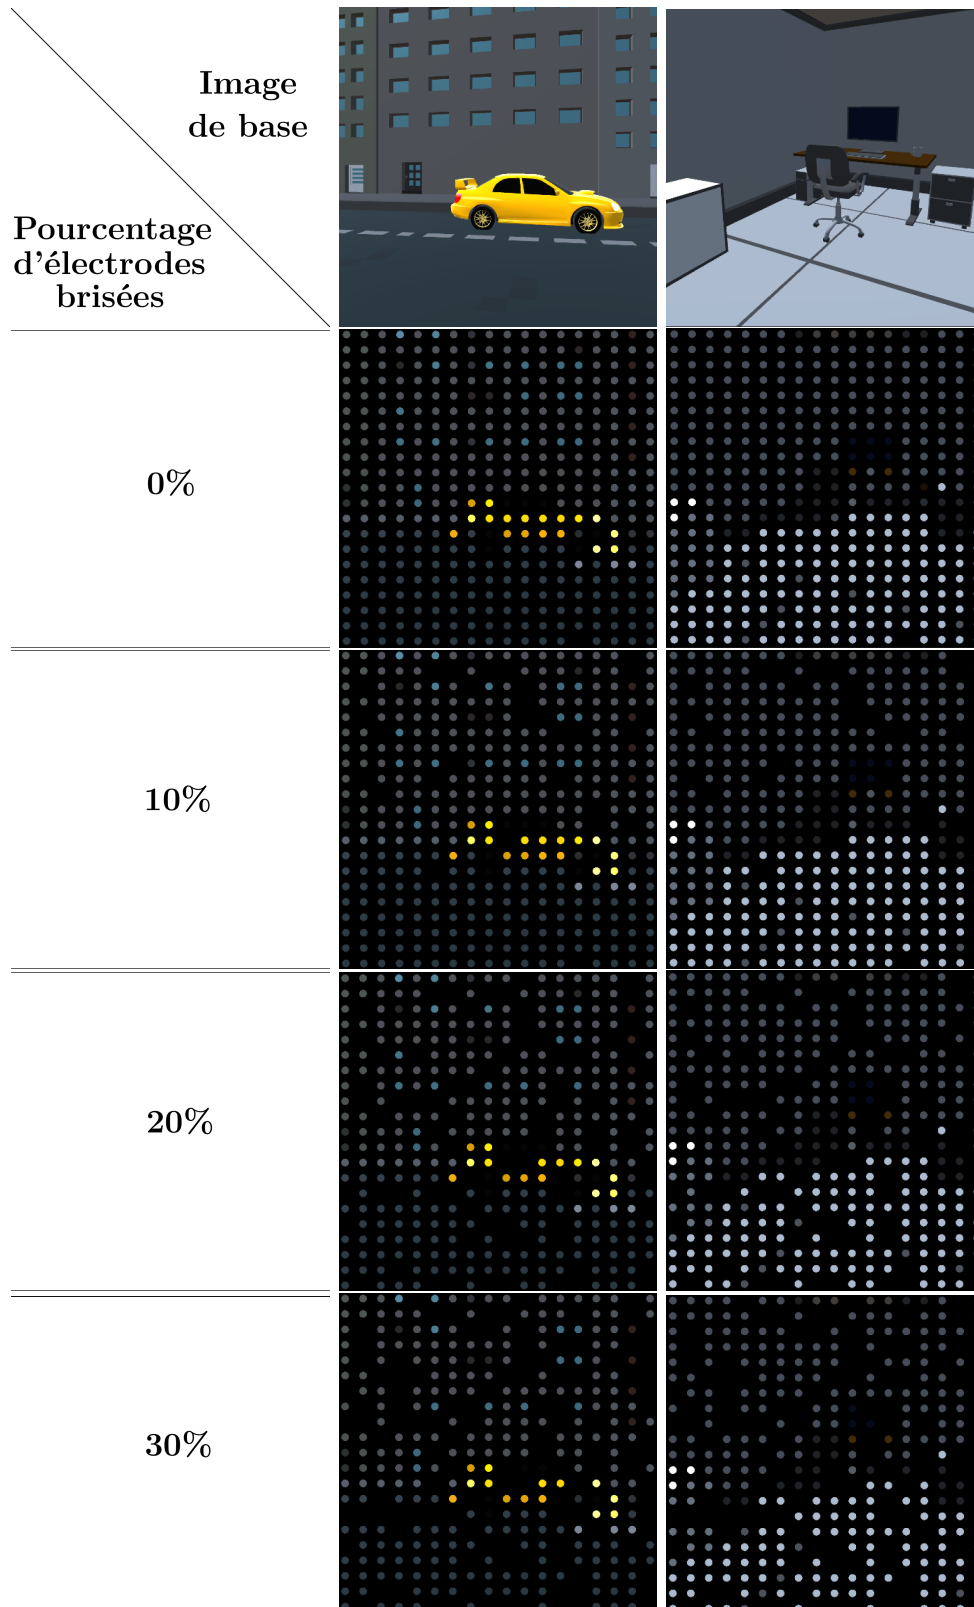 Image
de base
Pourcentage
d'électrodes
brisées
0%
10%
20%
30%